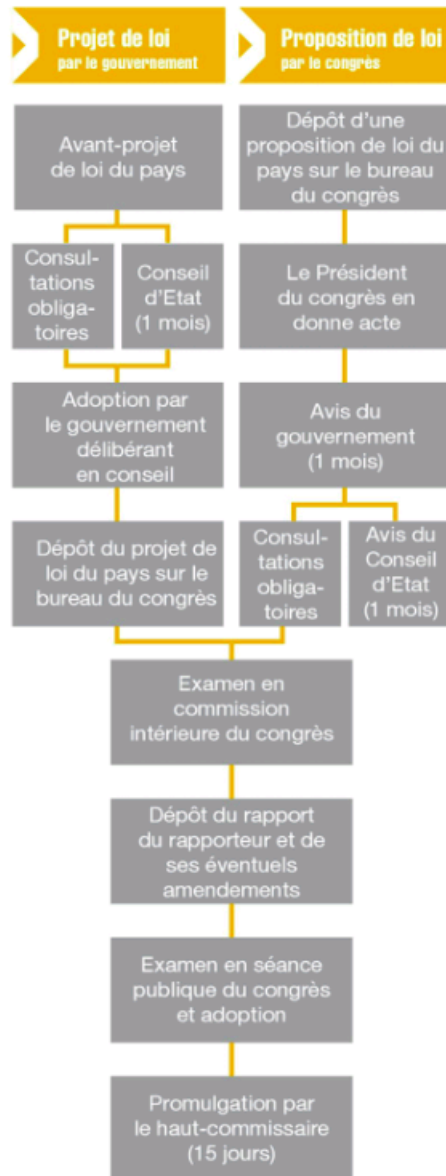 Projet de loi
par le gouvernement
Proposition de loi
par le congrès
Avant-projet
de loi du pays
Consul-
tations
obliga-
toires
Conseil
d'Etat
(1 mois)
Adoption par
le gouvernement
délibérant
en conseil
Dépôt du projet de
loi du pays sur le
bureau du congrès
Dépôt d'une
proposition de loi du
pays sur le bureau
du congrès
Le Président
du congrès en
donne acte
Avis du
gouvernement
(1 mois)
Consul-
tations
obliga-
toires
Avis du
Conseil
d'Etat
(1 mois)
Examen en
commission
intérieure du congrès
Dépôt du rapport
du rapporteur et de
ses éventuels
amendements
Examen en séance
publique du congrès
et adoption
Promulgation par
le haut-commissaire
(15 jours)